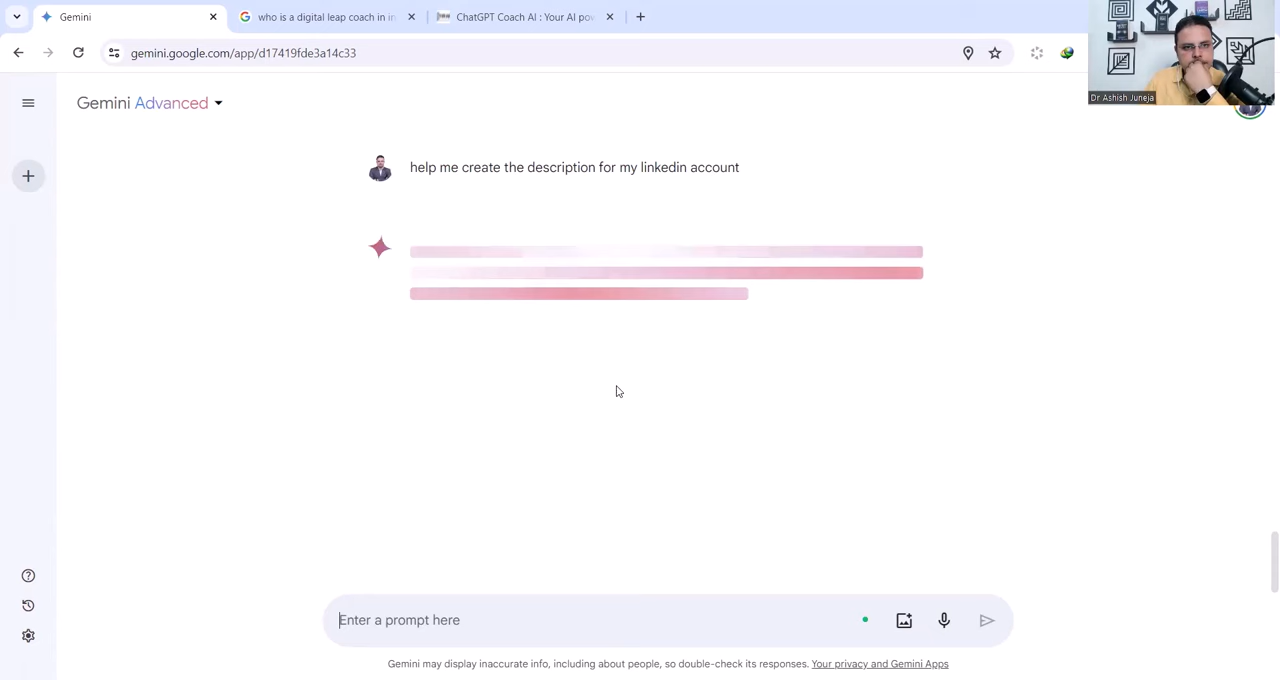 Gemini
who is a digital leap coach in in
ChatGPT Coach AI : Your AI pov
gemini.google.com/app/d17419fde3a14c33
Gemini Advanced
Dr Ashish Juneja
help me create the description for my linkedin account
Enter a prompt here
Gemini may display inaccurate info, including about people, so double-check its responses. Your privacy and Gemini Apps